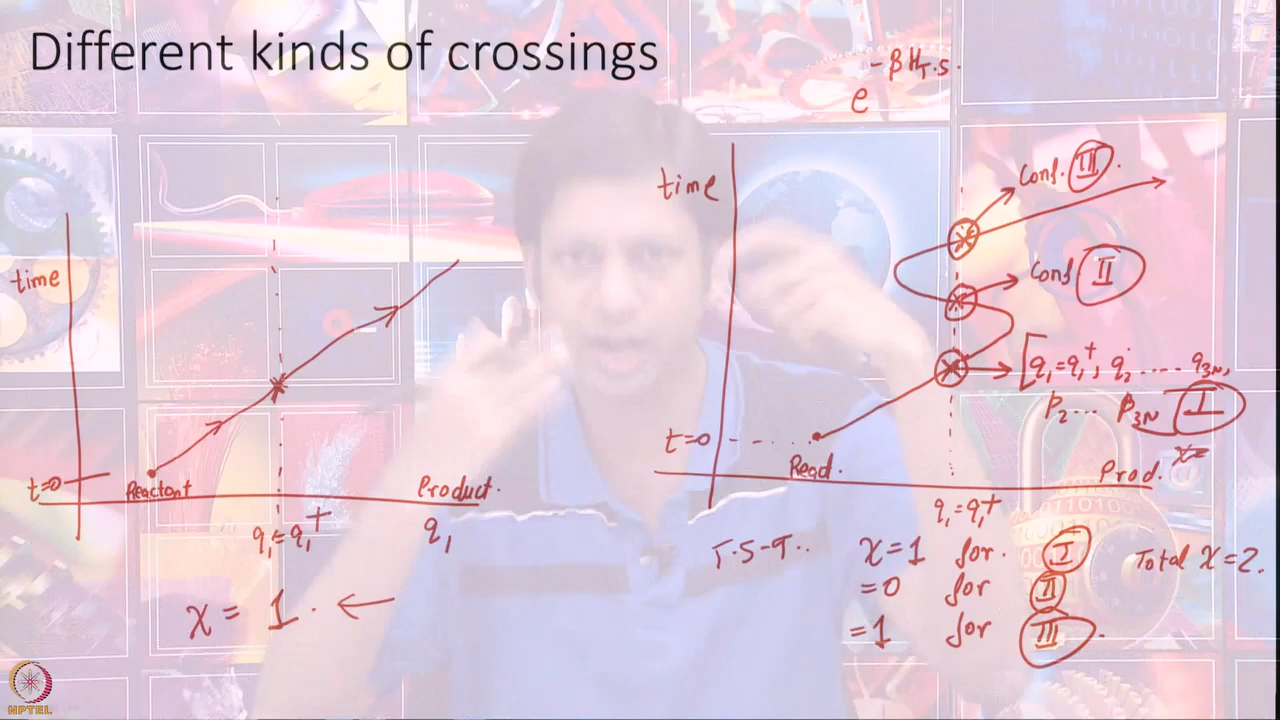 Different kinds of crossings
e^-βH_T.S.
time
t=0
Reactant
Product.
q₁=q₁‡
q₁
χ = 1. ←
time
Conf. III.
Conf II
[q₁=q₁‡, q₂ ..... q₃N,
p₂ ... p₃N I
χ=
t=0
React.
Prod.
q₁=q₁‡
T.S-T..
χ=1 for. I
=0 for II
=1 for III.
Total χ=2.
NPTEL